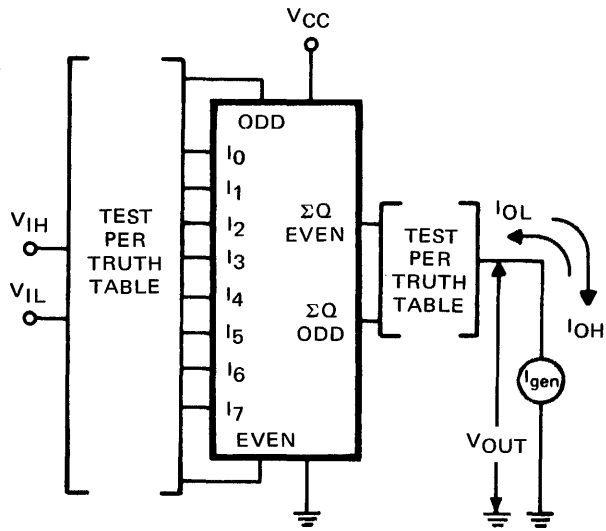 VCC
ODD
I0
I1
I2
I3
I4
I5
I6
I7
EVEN
VIH
VIL
TEST
PER
TRUTH
TABLE
ΣQ
EVEN
ΣQ
ODD
TEST
PER
TRUTH
TABLE
IOL
IOH
Igen
VOUT